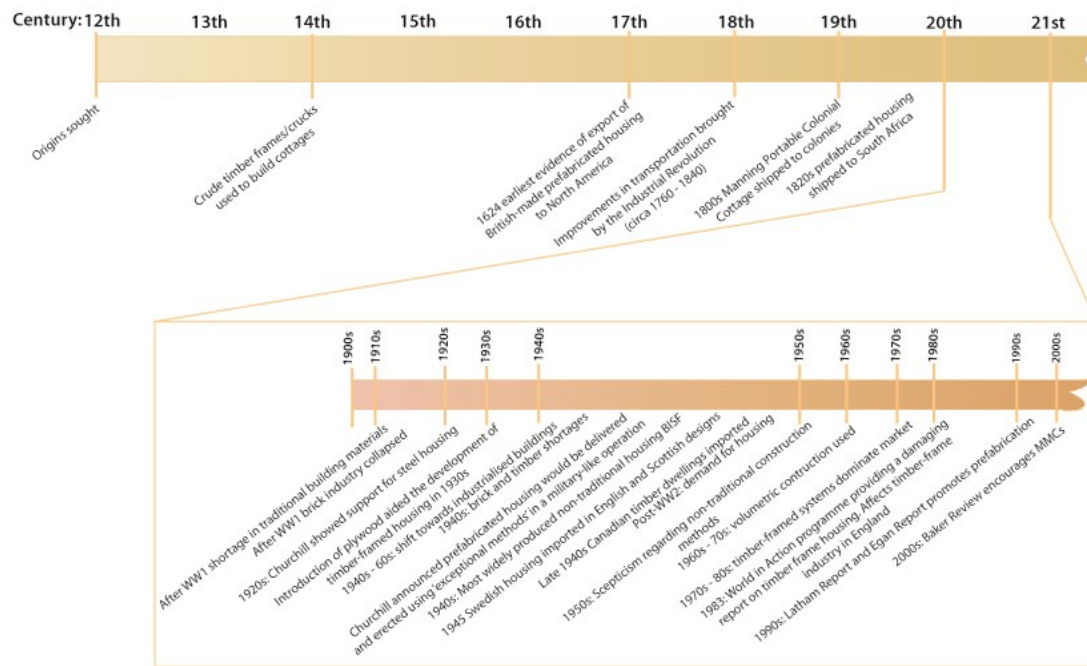 Century: 12th 13th 14th 15th 16th 17th 18th 19th 20th 21st
Origins sought
Crude timber frames/crucks
used to build cottages
1624 earliest evidence of export of
British-made prefabricated housing
to North America
Improvements in transportation brought
by the Industrial Revolution
(circa 1760 - 1840)
1800s Manning Portable Colonial
Cottage shipped to colonies
1820s prefabricated housing
shipped to South Africa
1900s 1910s 1920s 1930s 1940s 1950s 1960s 1970s 1980s 1990s 2000s
After WW1 shortage in traditional building materials
After WW1 brick industry collapsed
1920s: Churchill showed support for steel housing
Introduction of plywood aided the development of
timber-framed housing in 1930s
1940s - 60s: shift towards industrialised buildings
1940s: brick and timber shortages
Churchill announced prefabricated housing would be delivered
and erected using 'exceptional methods' in a military-like operation
1940s: Most widely produced non-traditional housing BISF
1945 Swedish housing imported in English and Scottish designs
Late 1940s Canadian timber dwellings imported
Post-WW2: demand for housing
1950s: Scepticism regarding non-traditional construction
methods
1960s - 70s: volumetric construction used
1970s - 80s: timber-framed systems dominate market
1983: World in Action programme providing a damaging
report on timber frame housing. Affects timber-frame
industry in England
1990s: Latham Report and Egan Report promotes prefabrication
2000s: Baker Review encourages MMCs